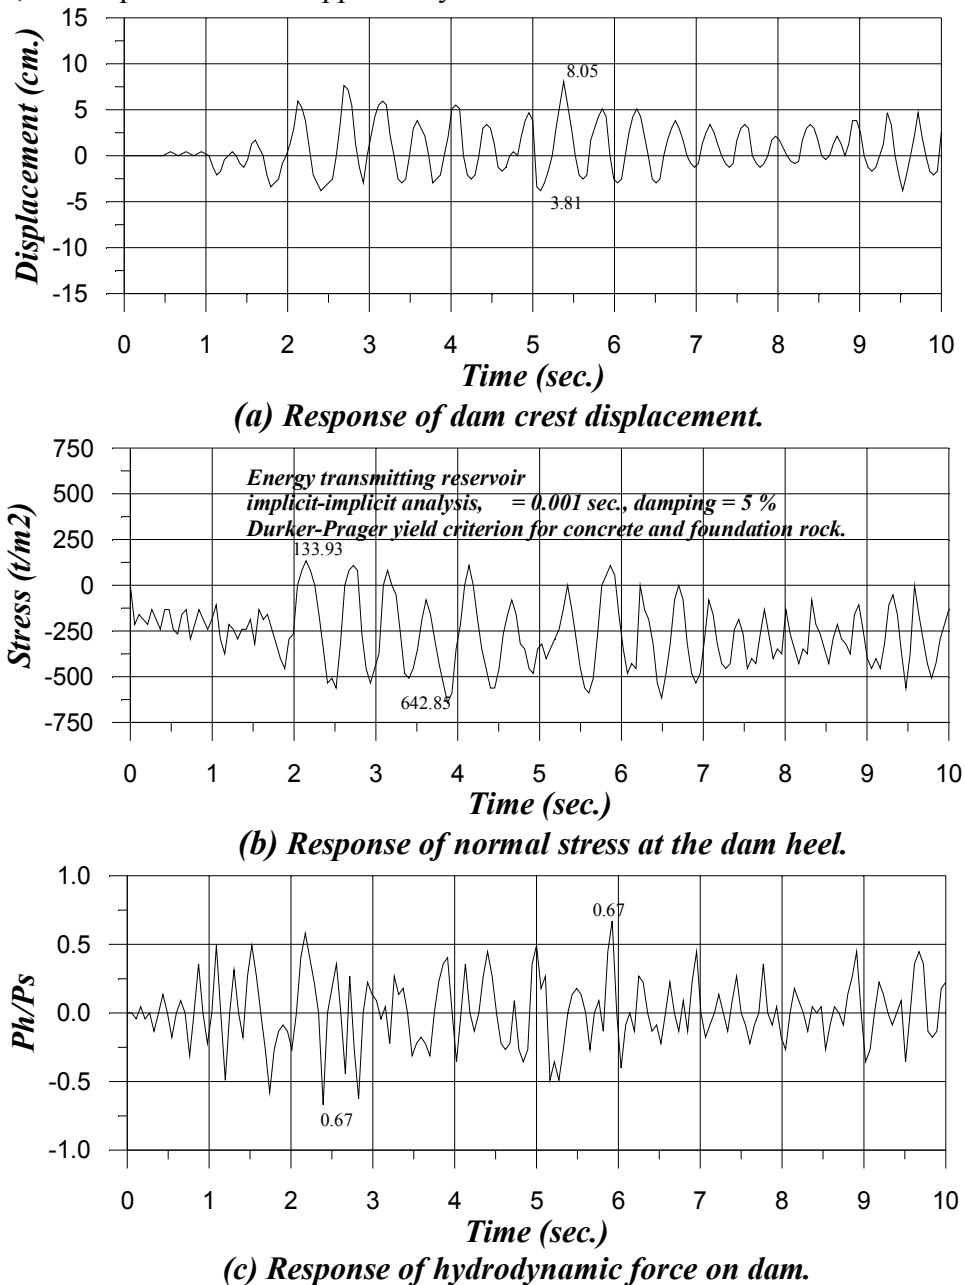 15
10
5
0
-5
-10
-15
Displacement (cm.)
8.05
3.81
0 1 2 3 4 5 6 7 8 9 10
Time (sec.)
(a) Response of dam crest displacement.
750
500
250
0
-250
-500
-750
Stress (t/m2)
Energy transmitting reservoir
implicit-implicit analysis, = 0.001 sec., damping = 5 %
Durker-Prager yield criterion for concrete and foundation rock.
133.93
642.85
0 1 2 3 4 5 6 7 8 9 10
Time (sec.)
(b) Response of normal stress at the dam heel.
1.0
0.5
0.0
-0.5
-1.0
Ph/Ps
0.67
0.67
0 1 2 3 4 5 6 7 8 9 10
Time (sec.)
(c) Response of hydrodynamic force on dam.